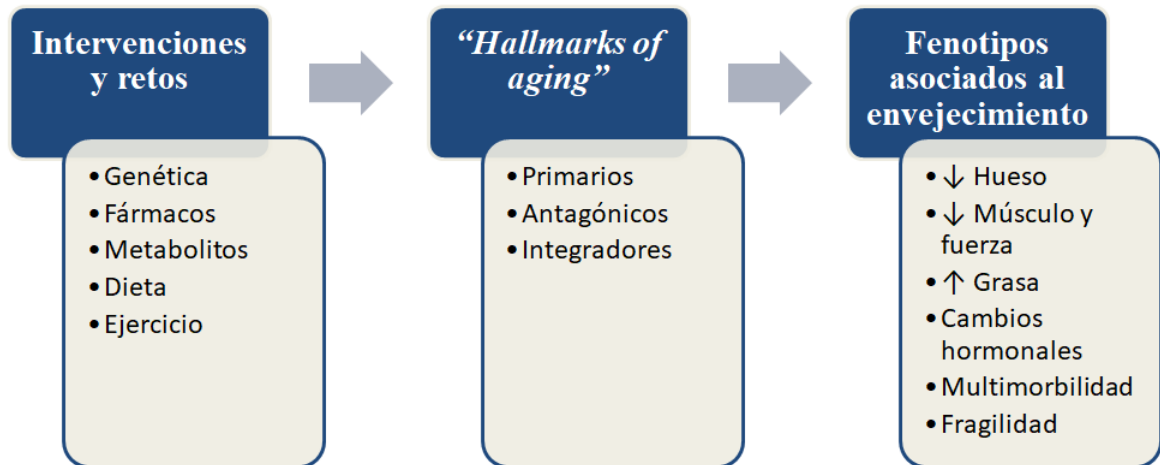 Intervenciones
y retos
• Genética
• Fármacos
• Metabolitos
• Dieta
• Ejercicio
“Hallmarks of
aging”
• Primarios
• Antagónicos
• Integradores
Fenotipos
asociados al
envejecimiento
• ↓ Hueso
• ↓ Músculo y
fuerza
• ↑ Grasa
• Cambios
hormonales
• Multimorbilidad
• Fragilidad